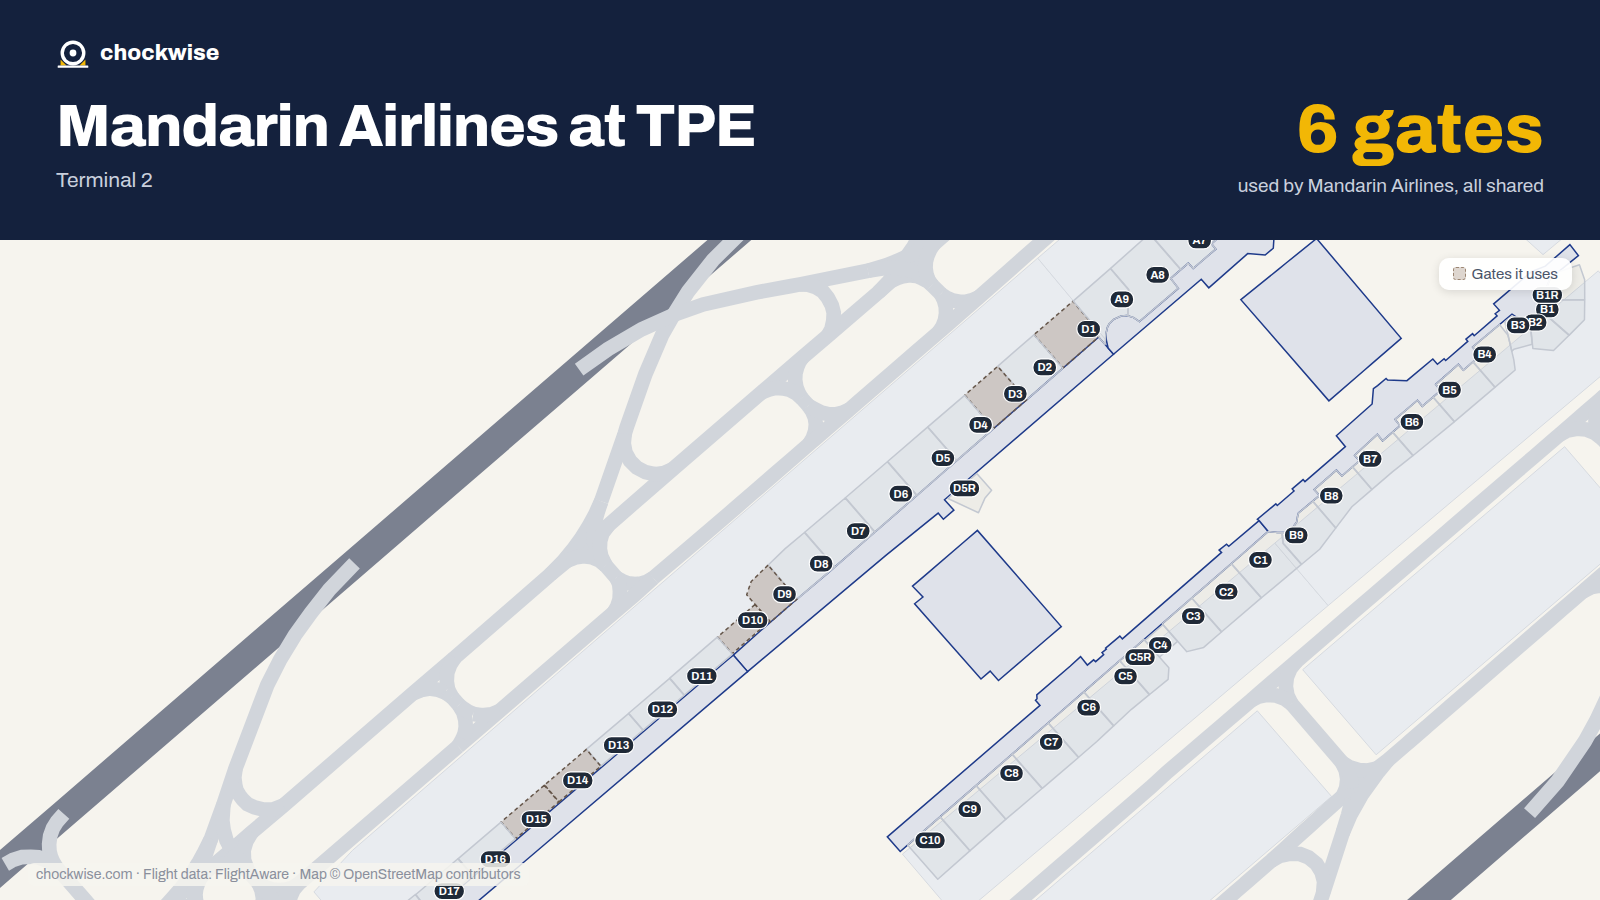 chockwise
Mandarin Airlines at TPE
Terminal 2
6 gates
used by Mandarin Airlines, all shared
Gates it uses
A7
A8
A9
D1
D2
D3
D4
D5
D5R
D6
D7
D8
D9
D10
D11
D12
D13
D14
D15
D16
D17
B1R
B1
B2
B3
B4
B5
B6
B7
B8
B9
C1
C2
C3
C4
C5R
C5
C6
C7
C8
C9
C10
chockwise.com · Flight data: FlightAware · Map © OpenStreetMap contributors